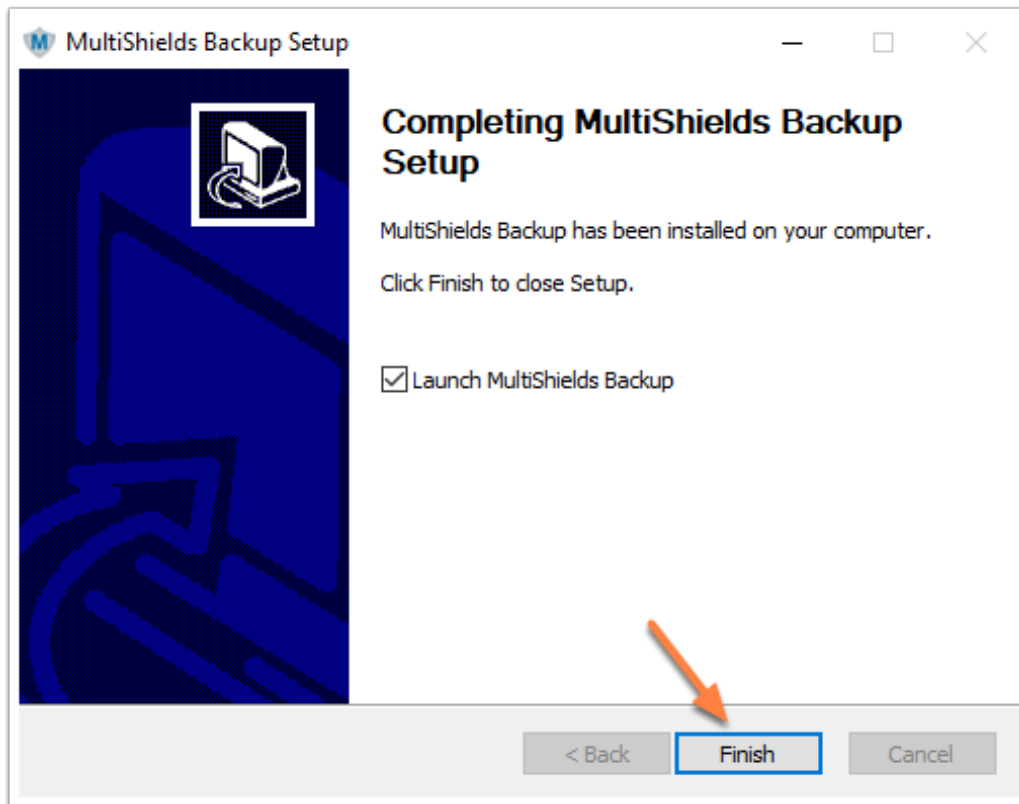 M MultiShields Backup Setup
Completing MultiShields Backup
Setup
MultiShields Backup has been installed on your computer.
Click Finish to close Setup.
Launch MultiShields Backup
< Back Finish Cancel